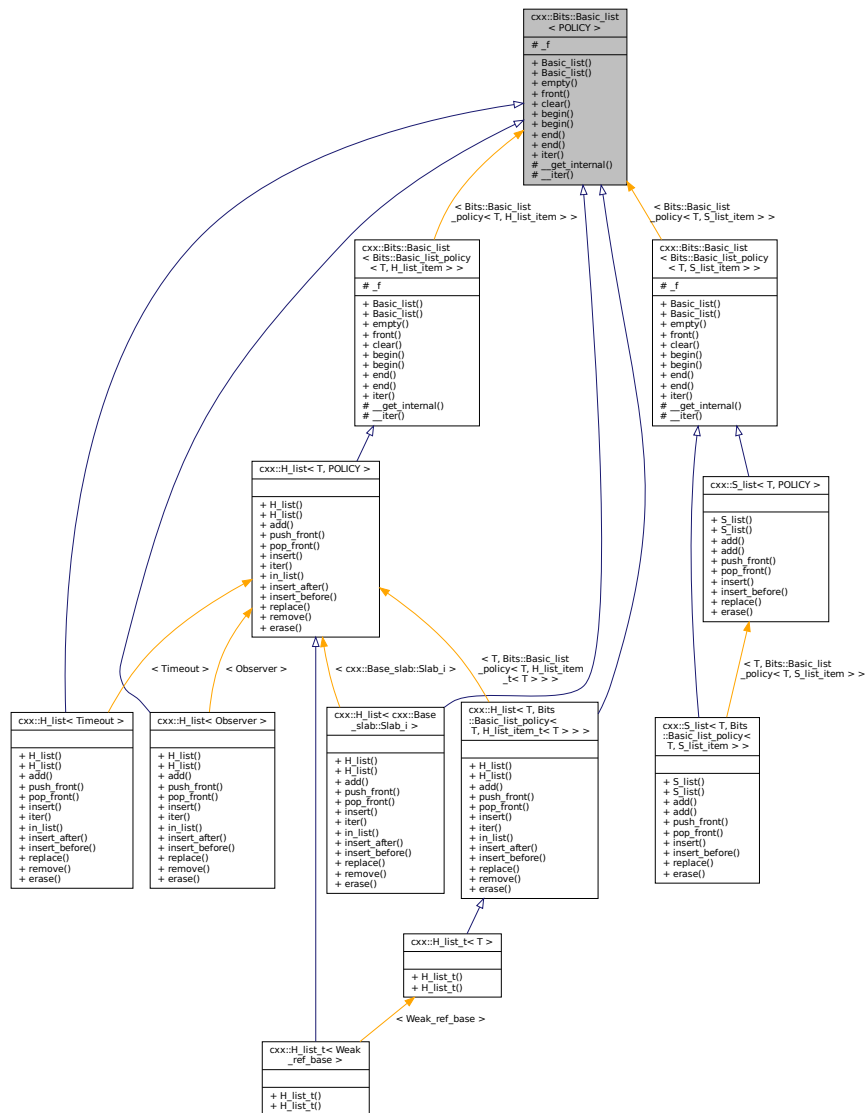 cxx::Bits::Basic_list
< POLICY >
# _f
+ Basic_list()
+ Basic_list()
+ empty()
+ front()
+ clear()
+ begin()
+ begin()
+ end()
+ end()
+ iter()
# __get_internal()
# __iter()
< Bits::Basic_list
_policy< T, H_list_item > >
< Bits::Basic_list
_policy< T, S_list_item > >
cxx::Bits::Basic_list
< Bits::Basic_list_policy
< T, H_list_item > >
# _f
+ Basic_list()
+ Basic_list()
+ empty()
+ front()
+ clear()
+ begin()
+ begin()
+ end()
+ end()
+ iter()
# __get_internal()
# __iter()
cxx::Bits::Basic_list
< Bits::Basic_list_policy
< T, S_list_item > >
# _f
+ Basic_list()
+ Basic_list()
+ empty()
+ front()
+ clear()
+ begin()
+ begin()
+ end()
+ end()
+ iter()
# __get_internal()
# __iter()
cxx::H_list< T, POLICY >
+ H_list()
+ H_list()
+ add()
+ push_front()
+ pop_front()
+ insert()
+ iter()
+ in_list()
+ insert_after()
+ insert_before()
+ replace()
+ remove()
+ erase()
cxx::S_list< T, POLICY >
+ S_list()
+ S_list()
+ add()
+ add()
+ push_front()
+ pop_front()
+ insert()
+ insert_before()
+ replace()
+ erase()
< Timeout >
< Observer >
< cxx::Base_slab::Slab_i >
< T, Bits::Basic_list
_policy< T, H_list_item
_t< T > > >
< T, Bits::Basic_list
_policy< T, S_list_item > >
cxx::H_list< Timeout >
+ H_list()
+ H_list()
+ add()
+ push_front()
+ pop_front()
+ insert()
+ iter()
+ in_list()
+ insert_after()
+ insert_before()
+ replace()
+ remove()
+ erase()
cxx::H_list< Observer >
+ H_list()
+ H_list()
+ add()
+ push_front()
+ pop_front()
+ insert()
+ iter()
+ in_list()
+ insert_after()
+ insert_before()
+ replace()
+ remove()
+ erase()
cxx::H_list< cxx::Base
_slab::Slab_i >
+ H_list()
+ H_list()
+ add()
+ push_front()
+ pop_front()
+ insert()
+ iter()
+ in_list()
+ insert_after()
+ insert_before()
+ replace()
+ remove()
+ erase()
cxx::H_list< T, Bits
::Basic_list_policy<
T, H_list_item_t< T > > >
+ H_list()
+ H_list()
+ add()
+ push_front()
+ pop_front()
+ insert()
+ iter()
+ in_list()
+ insert_after()
+ insert_before()
+ replace()
+ remove()
+ erase()
cxx::S_list< T, Bits
::Basic_list_policy<
T, S_list_item > >
+ S_list()
+ S_list()
+ add()
+ add()
+ push_front()
+ pop_front()
+ insert()
+ insert_before()
+ replace()
+ erase()
cxx::H_list_t< T >
+ H_list_t()
+ H_list_t()
< Weak_ref_base >
cxx::H_list_t< Weak
_ref_base >
+ H_list_t()
+ H_list_t()